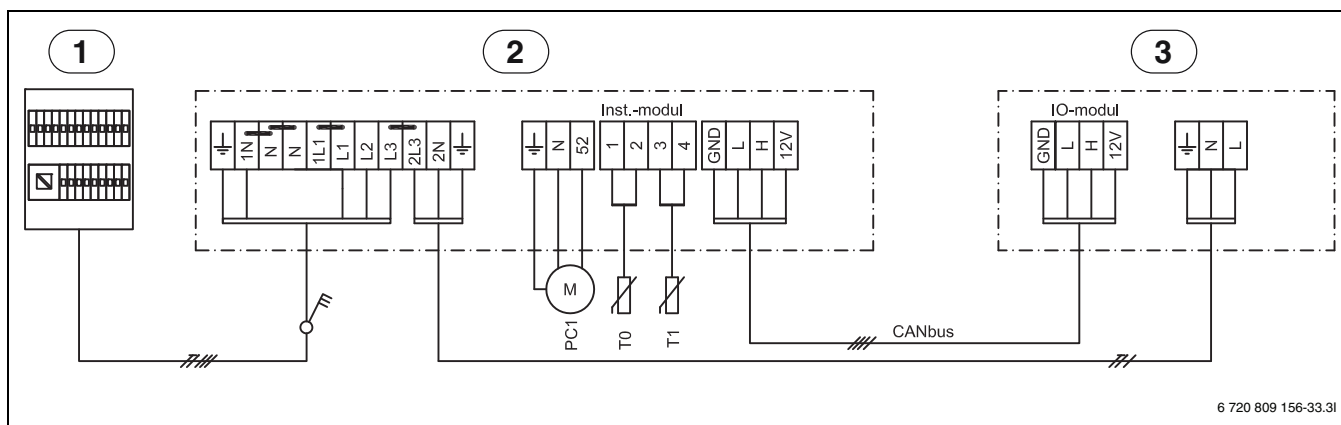 1
2
3
Inst.-modul
IO-modul
1N
N
N
1L1
L1
L2
L3
2L3
2N
N
52
1
2
3
4
GND
L
H
12V
GND
L
H
12V
N
L
M
PC1
T0
T1
CANbus
6 720 809 156-33.3I